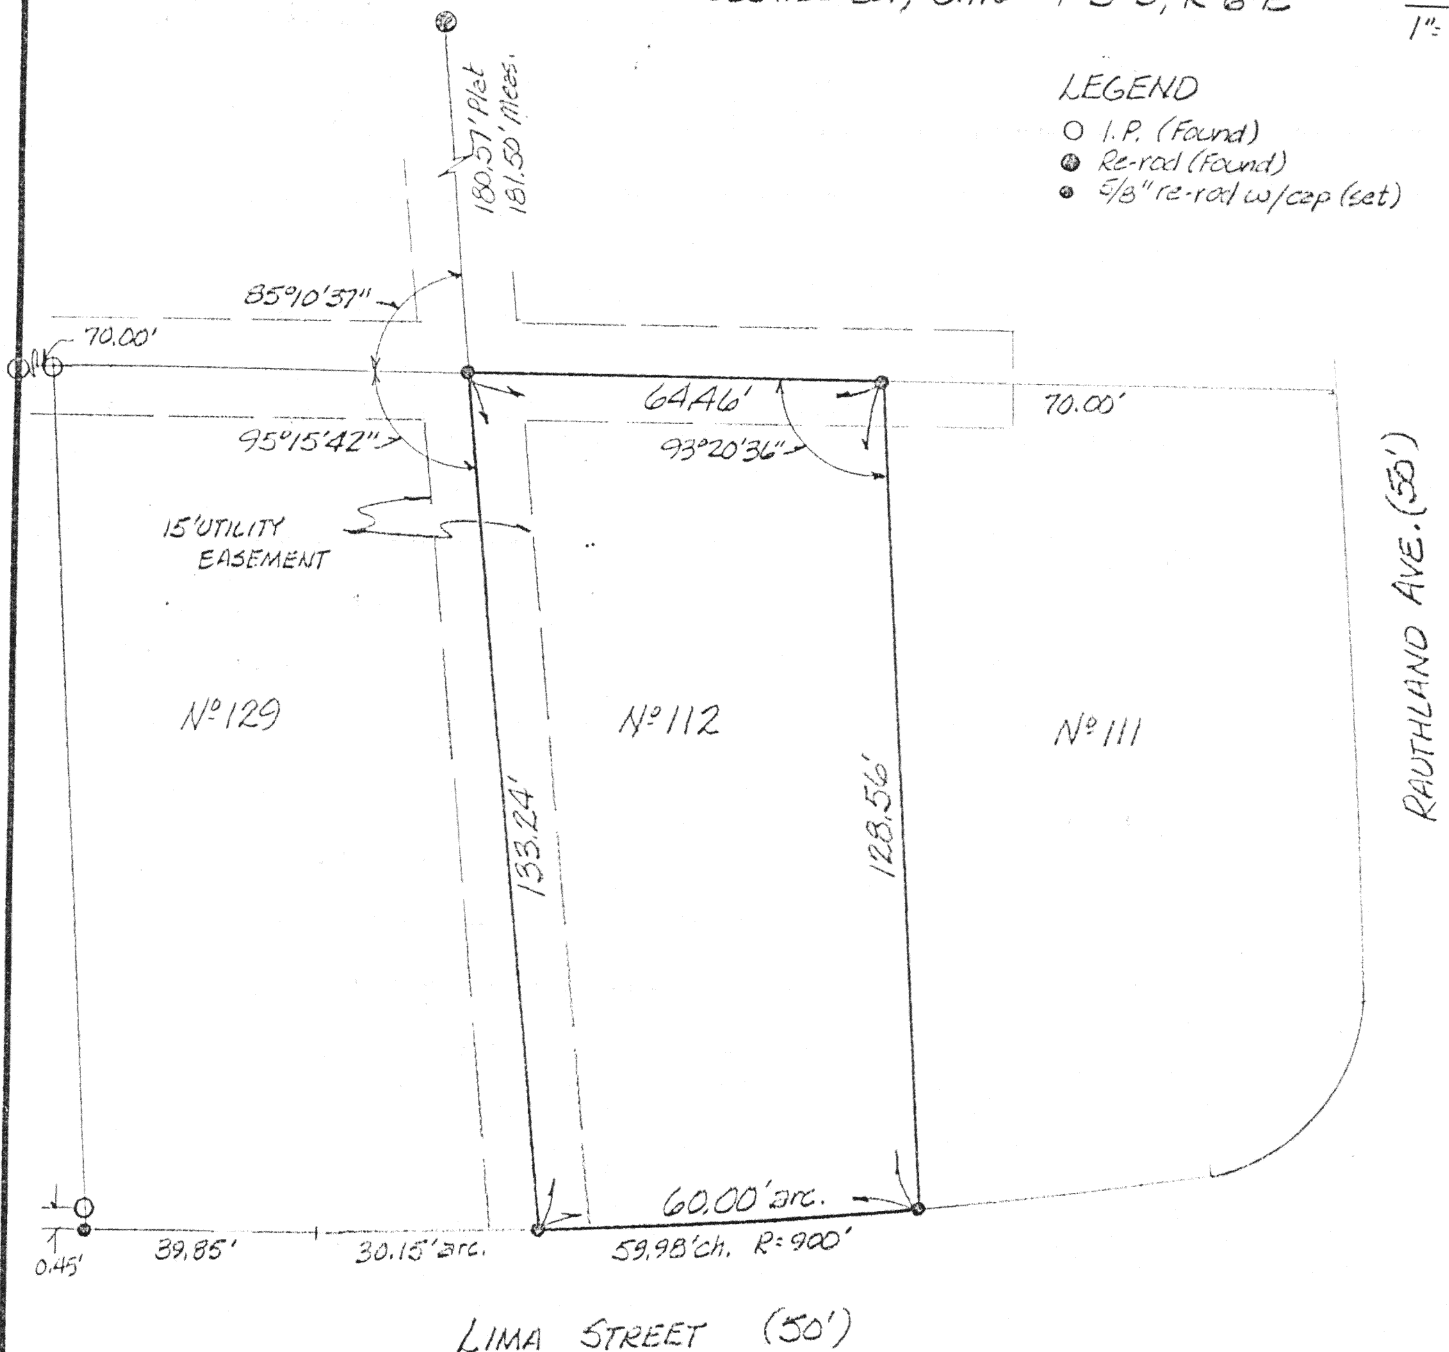 T 5 S, R 8 E
1"=
180.57' Plat
181.50' Meas.
LEGEND
I.P. (Found)
Re-rod (Found)
5/8" re-rod w/cap (set)
85°10'37"
70.00'
64.46'
70.00'
95°15'42"
93°20'36"
15' UTILITY
EASEMENT
RAUTHLAND AVE. (50')
Nº 129
Nº 112
Nº 111
133.24'
128.56'
60.00' arc.
39.85'
30.15' arc.
59.98' ch. R=900'
0.45'
LIMA STREET (50')